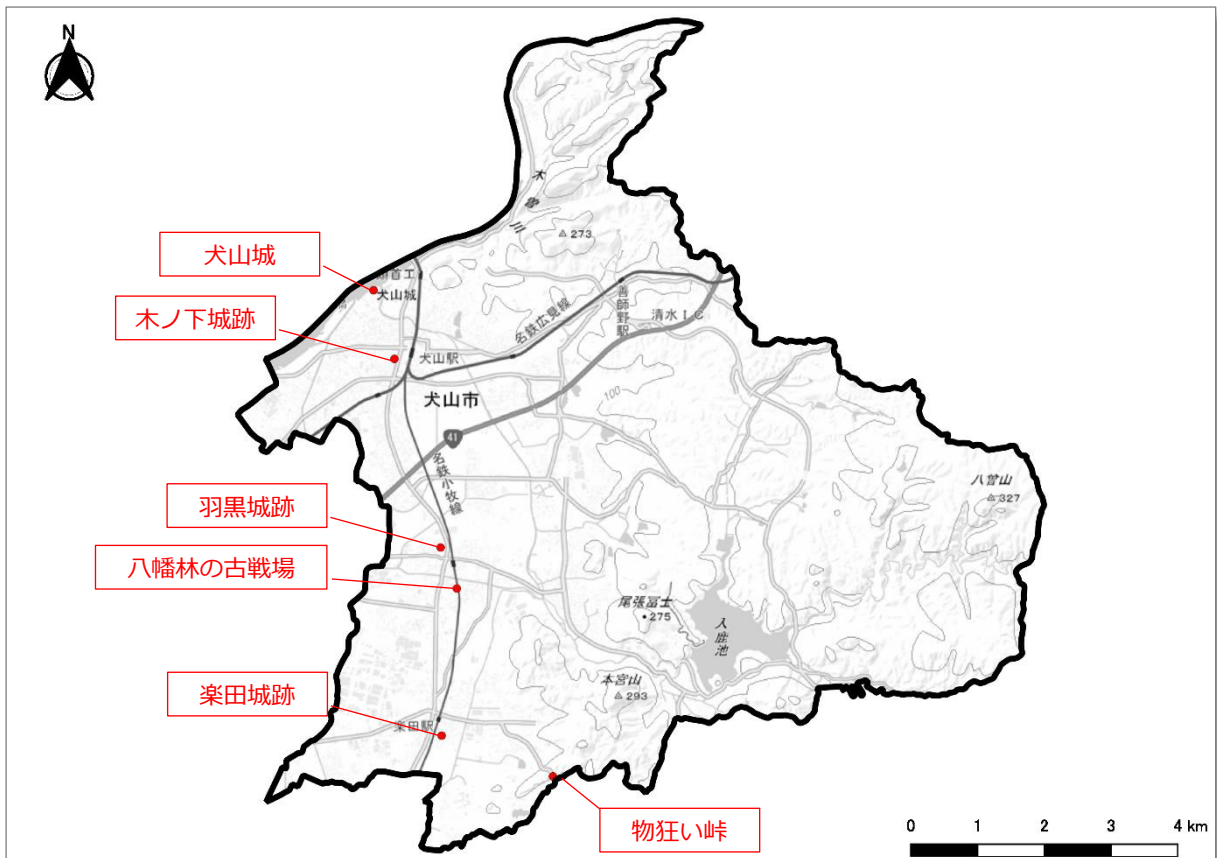 N
木曽川
273
犬山城
犬山城
木ノ下城跡
名鉄広見線
善師野駅
清水IC
犬山駅
犬山市
100
41
名鉄小牧線
八曽山
327
羽黒城跡
八幡林の古戦場
尾張冨士
275
入鹿池
本宮山
293
楽田城跡
楽田駅
物狂い峠
0 1 2 3 4 km